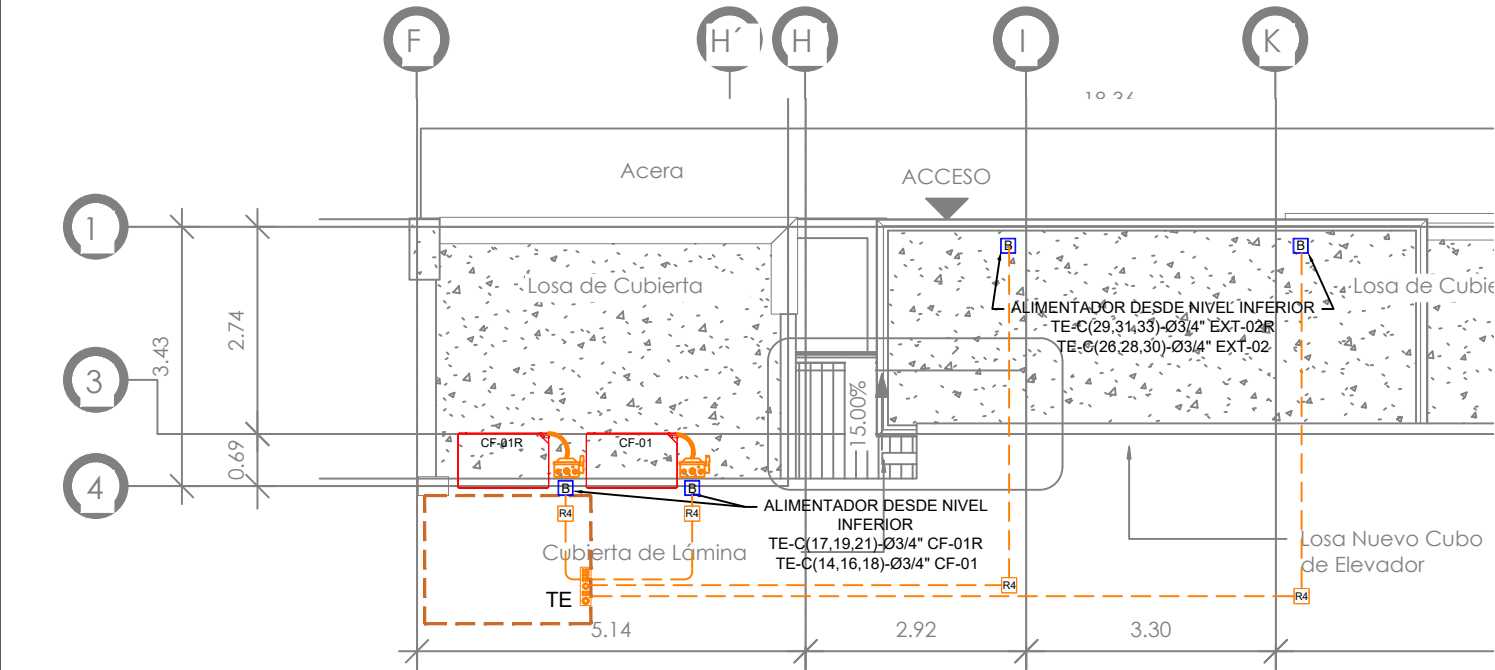 F
H´
H
I
K
Acera
ACCESO
1
B
B
Losa de Cubierta
ALIMENTADOR DESDE NIVEL INFERIOR
TE-C(29,31,33)-Ø3/4" EXT-02R
TE-C(26,28,30)-Ø3/4" EXT-02
2.74
3.43
3
15.00%
CF-01R
CF-01
0.69
4
B
B
R4
R4
ALIMENTADOR DESDE NIVEL
INFERIOR
TE-C(17,19,21)-Ø3/4" CF-01R
TE-C(14,16,18)-Ø3/4" CF-01
Cubierta de Lámina
Losa Nuevo Cubo
de Elevador
R4
R4
TE
5.14
2.92
3.30